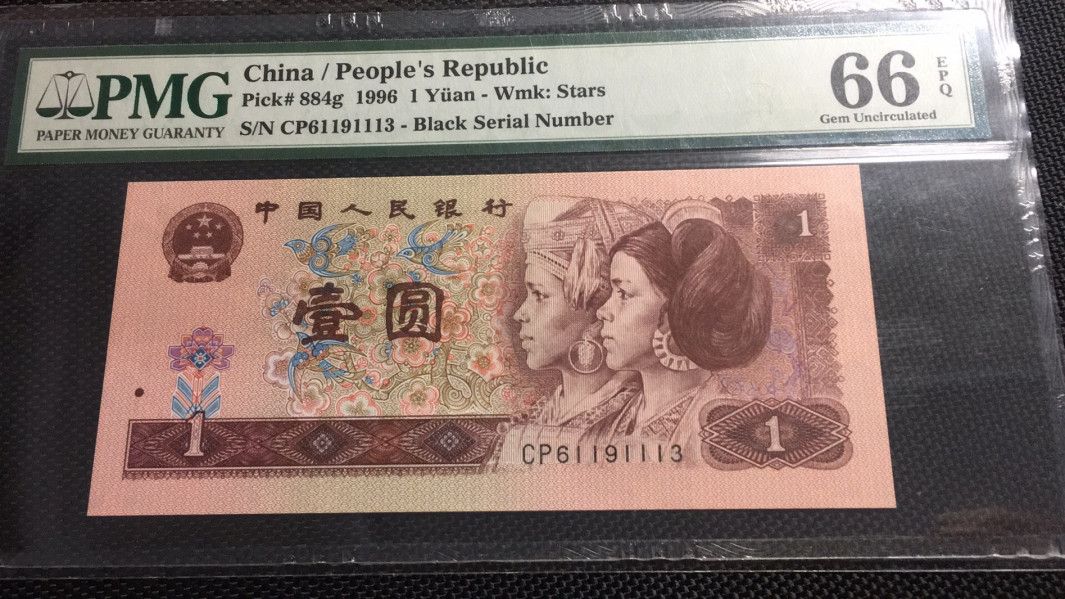 PMG
PAPER MONEY GUARANTY
China / People's Republic
Pick# 884g 1996 1 Yüan - Wmk: Stars
S/N CP61191113 - Black Serial Number
66 EPQ
Gem Uncirculated
中国人民银行
1
壹圆
1
CP61191113
1